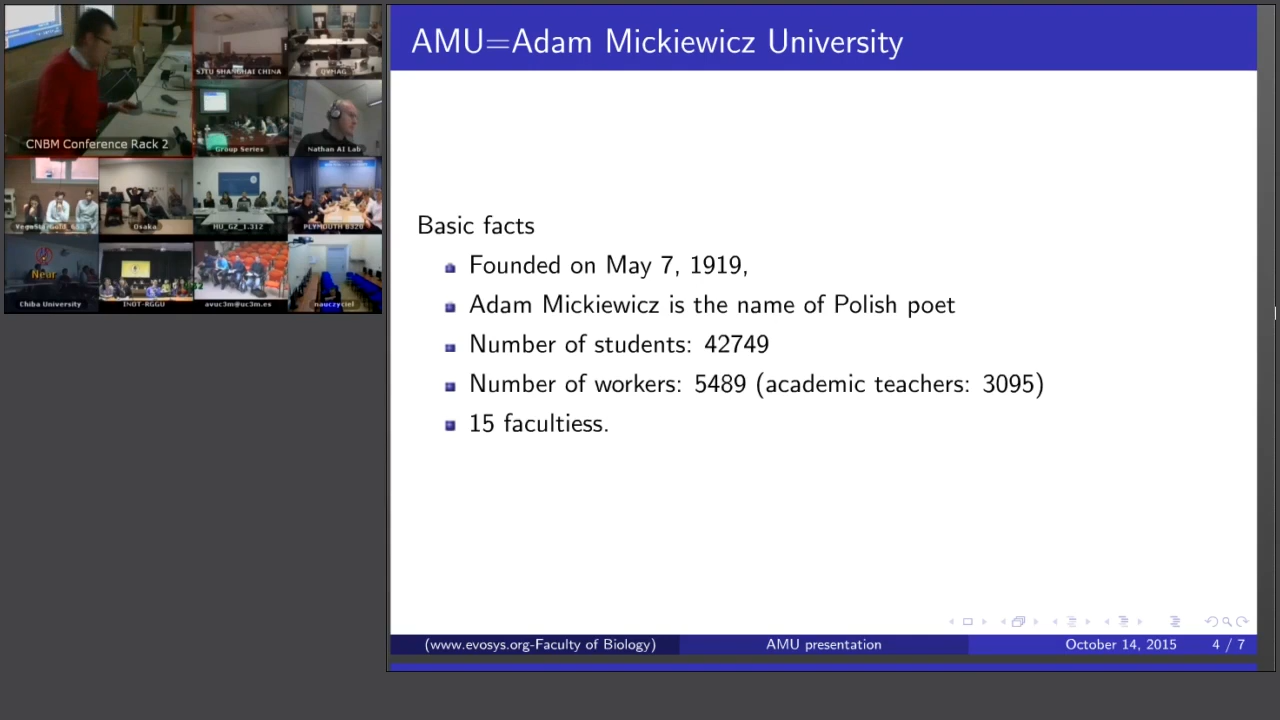 CNBM Conference Rack 2
SJTU SHANGHAI CHINA
QVMAG
Group Series
Nathan AI Lab
Osaka
HU_G2_1.312
PLYMOUTH B320
Neur
Chiba University
INOT-RGGU
avuc3m@uc3m.es
nauczyciel
AMU=Adam Mickiewicz University
Basic facts
Founded on May 7, 1919,
Adam Mickiewicz is the name of Polish poet
Number of students: 42749
Number of workers: 5489 (academic teachers: 3095)
15 facultiess.
(www.evosys.org-Faculty of Biology)
AMU presentation
October 14, 2015
4 / 7